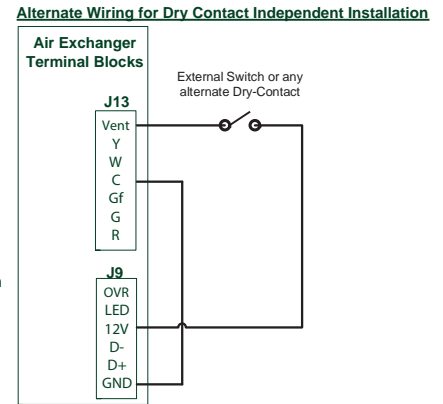 Alternate Wiring for Dry Contact Independent Installation
Air Exchanger
Terminal Blocks
External Switch or any
alternate Dry-Contact
J13
Vent
Y
W
C
Gf
G
R
J9
OVR
LED
12V
D-
D+
GND